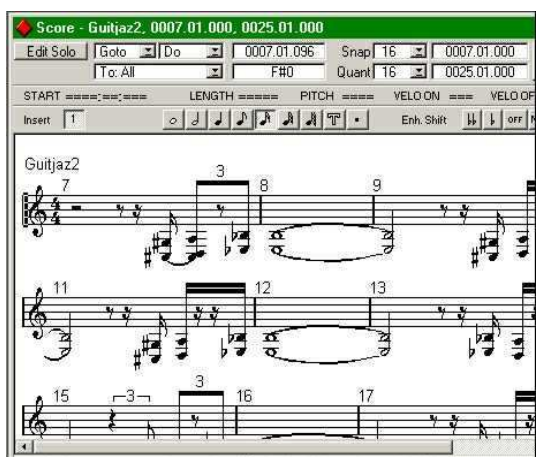 Score - Guitjaz2, 0007.01.000, 0025.01.000
Edit Solo Goto Do 0007.01.096 Snap 16 0007.01.000
To: All F#0 Quant 16 0025.01.000
START ====:==:=== LENGTH ===== PITCH ==== VELO ON === VELO OF
Insert 1 T Enh. Shift OFF
Guitjaz2
3
7 8 9
4
4
11 12 13
3
15 3 16 17